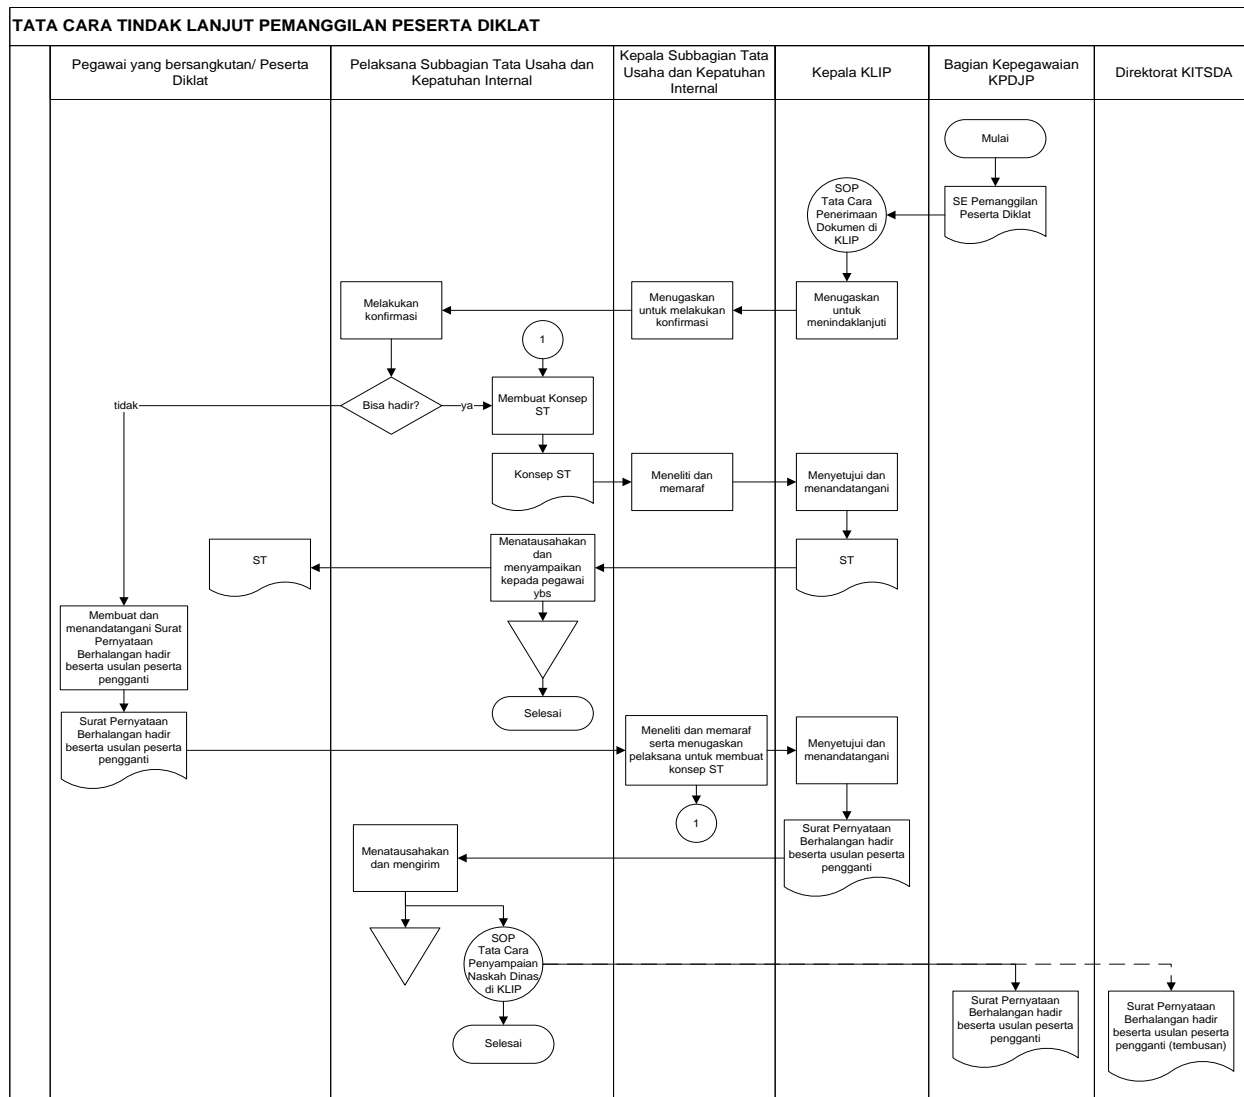 TATA CARA TINDAK LANJUT PEMANGGILAN PESERTA DIKLAT
Pegawai yang bersangkutan/ Peserta
Diklat
Pelaksana Subbagian Tata Usaha dan
Kepatuhan Internal
Kepala Subbagian Tata
Usaha dan Kepatuhan
Internal
Kepala KLIP
Bagian Kepegawaian
KPDJP
Direktorat KITSDA
Mulai
SE Pemanggilan
Peserta Diklat
SOP
Tata Cara
Penerimaan
Dokumen di
KLIP
Menugaskan
untuk
menindaklanjuti
Menugaskan
untuk melakukan
konfirmasi
Melakukan
konfirmasi
1
Bisa hadir?
tidak
ya
Membuat Konsep
ST
Konsep ST
Meneliti dan
memaraf
Menyetujui dan
menandatangani
ST
Menatausahakan
dan
menyampaikan
kepada pegawai
ybs
ST
Selesai
Membuat dan
menandatangani Surat
Pernyataan
Berhalangan hadir
beserta usulan peserta
pengganti
Surat Pernyataan
Berhalangan hadir
beserta usulan peserta
pengganti
Meneliti dan memaraf
serta menugaskan
pelaksana untuk membuat
konsep ST
1
Menyetujui dan
menandatangani
Surat Pernyataan
Berhalangan hadir
beserta usulan peserta
pengganti
Menatausahakan
dan mengirim
SOP
Tata Cara
Penyampaian
Naskah Dinas
di KLIP
Selesai
Surat Pernyataan
Berhalangan hadir
beserta usulan peserta
pengganti
Surat Pernyataan
Berhalangan hadir
beserta usulan peserta
pengganti (tembusan)